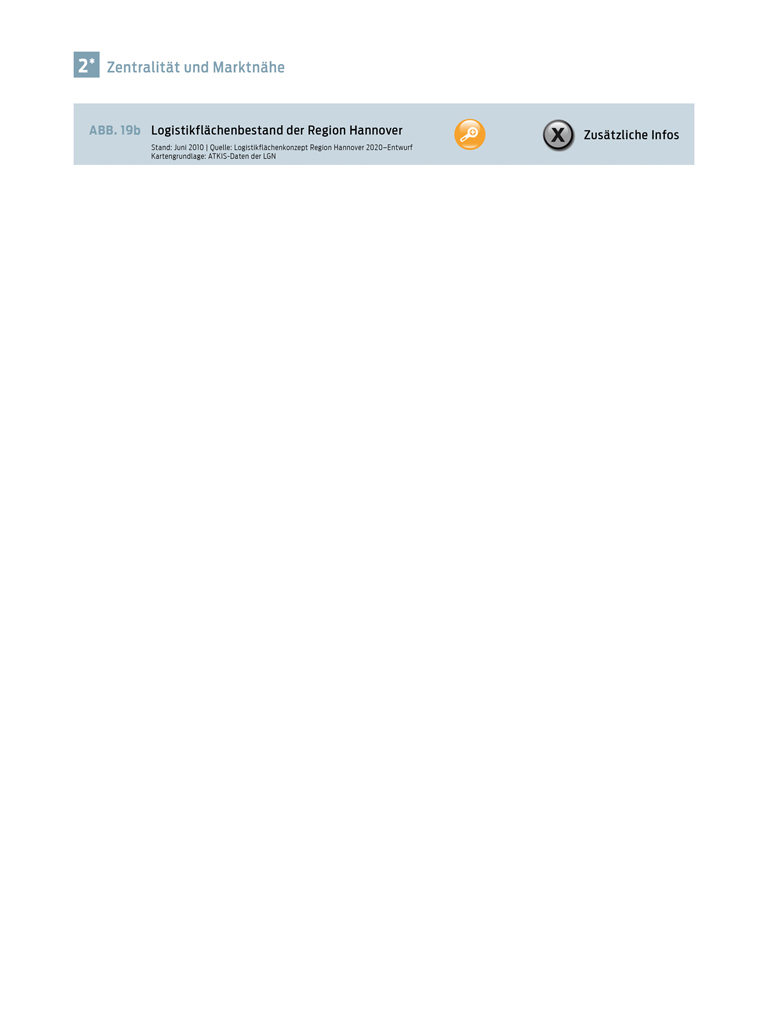 2* Zentralität und Marktnähe
ABB. 19b Logistikflächenbestand der Region Hannover
Stand: Juni 2010 | Quelle: Logistikflächenkonzept Region Hannover 2020–Entwurf
Kartengrundlage: ATKIS-Daten der LGN
X Zusätzliche Infos